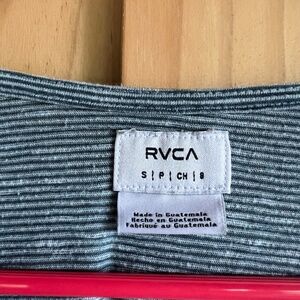 RVCA
S | P | CH | 9
Made in Guatemala
Hecho en Guatemala
Fabriqué au Guatemala